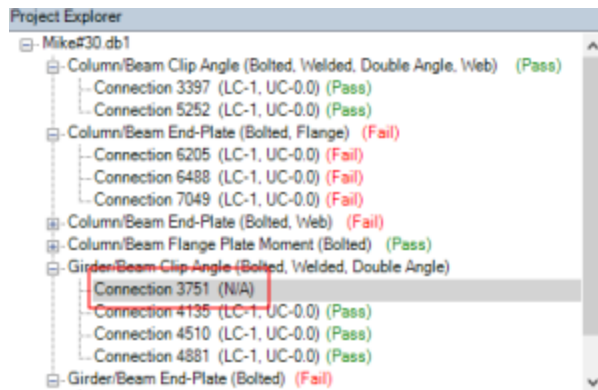 Project Explorer
Mike#30.db1
Column/Beam Clip Angle (Bolted, Welded, Double Angle, Web) (Pass)
Connection 3397 (LC-1, UC-0.0) (Pass)
Connection 5252 (LC-1, UC-0.0) (Pass)
Column/Beam End-Plate (Bolted, Flange) (Fail)
Connection 6205 (LC-1, UC-0.0) (Fail)
Connection 6488 (LC-1, UC-0.0) (Fail)
Connection 7049 (LC-1, UC-0.0) (Fail)
Column/Beam End-Plate (Bolted, Web) (Fail)
Column/Beam Flange Plate Moment (Bolted) (Pass)
Girder/Beam Clip Angle (Bolted, Welded, Double Angle)
Connection 3751 (N/A)
Connection 4135 (LC-1, UC-0.0) (Pass)
Connection 4510 (LC-1, UC-0.0) (Pass)
Connection 4881 (LC-1, UC-0.0) (Pass)
Girder/Beam End-Plate (Bolted) (Fail)